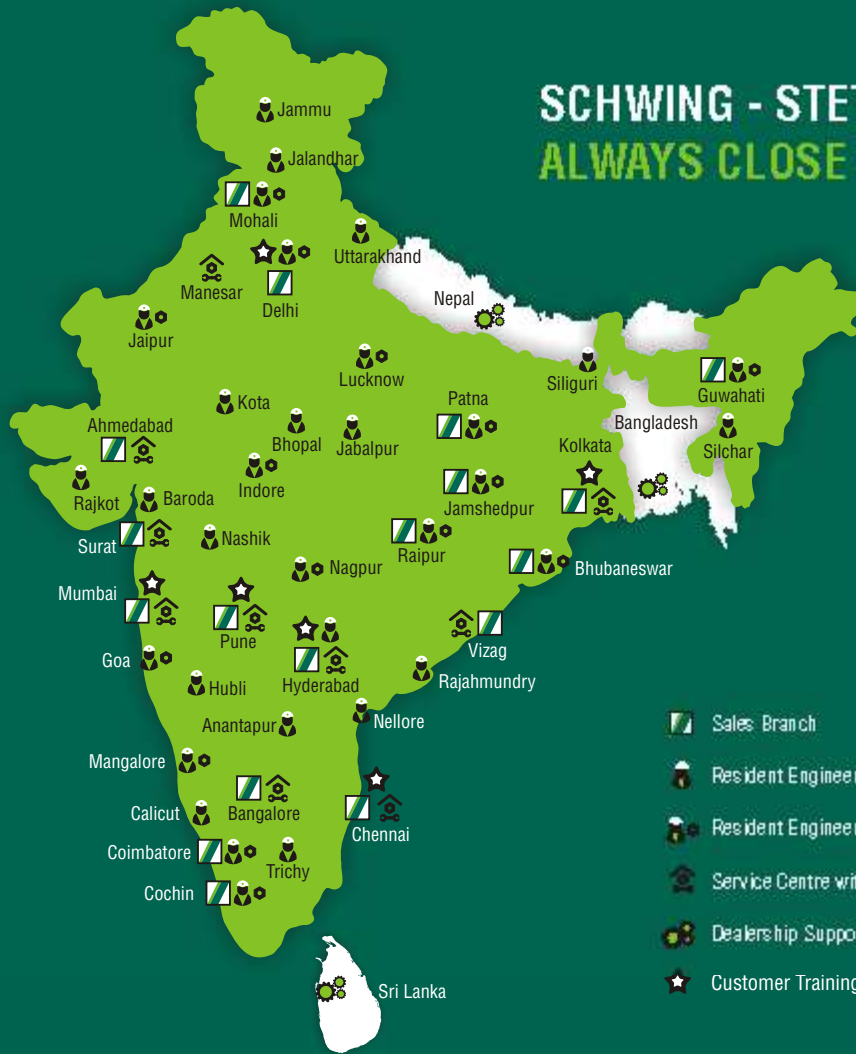 SCHWING - STET
ALWAYS CLOSE
Jammu
Jalandhar
Mohali
Uttarakhand
Manesar
Delhi
Nepal
Jaipur
Lucknow
Siliguri
Guwahati
Kota
Patna
Ahmedabad
Bhopal
Jabalpur
Bangladesh
Kolkata
Silchar
Indore
Rajkot
Baroda
Jamshedpur
Surat
Nashik
Raipur
Nagpur
Bhubaneswar
Mumbai
Pune
Vizag
Goa
Hyderabad
Rajahmundry
Hubli
Anantapur
Nellore
Sales Branch
Mangalore
Resident Engineer
Calicut
Bangalore
Chennai
Resident Engineer
Coimbatore
Trichy
Service Centre wit
Cochin
Dealership Suppo
Customer Training
Sri Lanka